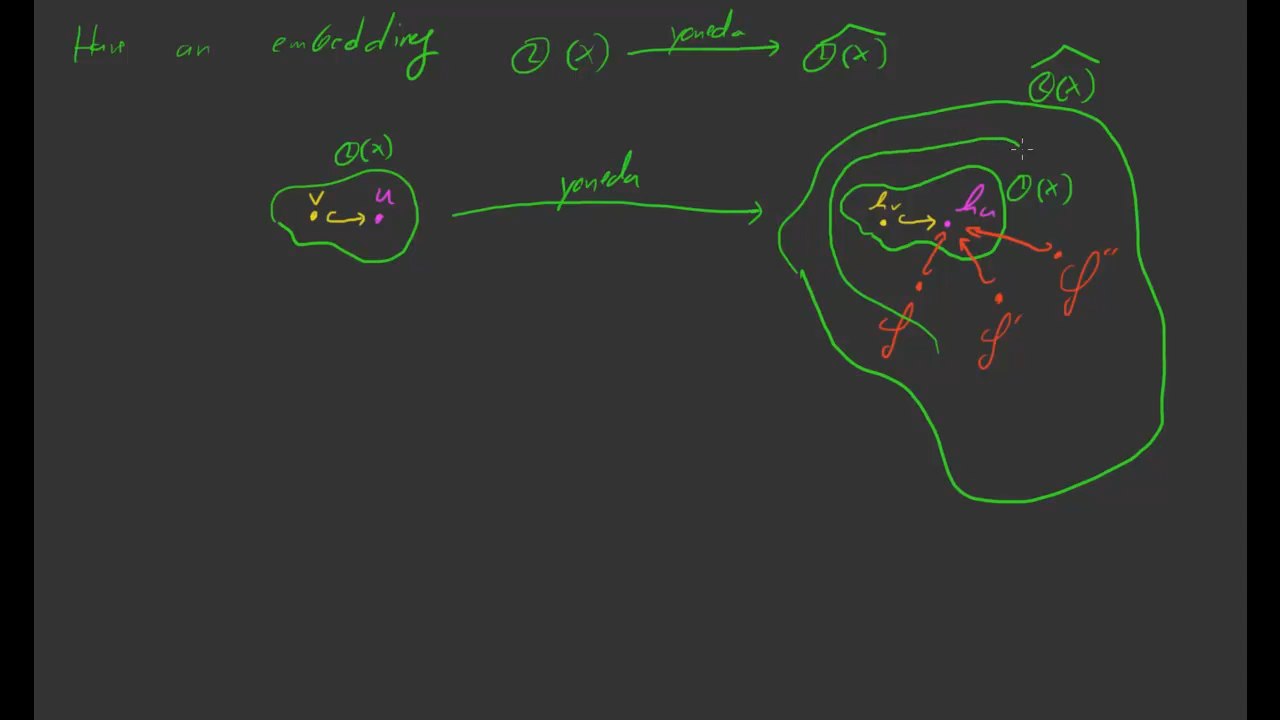 Have an embedding 𝒪(X) yoneda 𝒪(X)
𝒪(X)
𝒪(X)
yoneda
V U
h_V h_U 𝒪(X)
𝓕 𝓕' 𝓕''